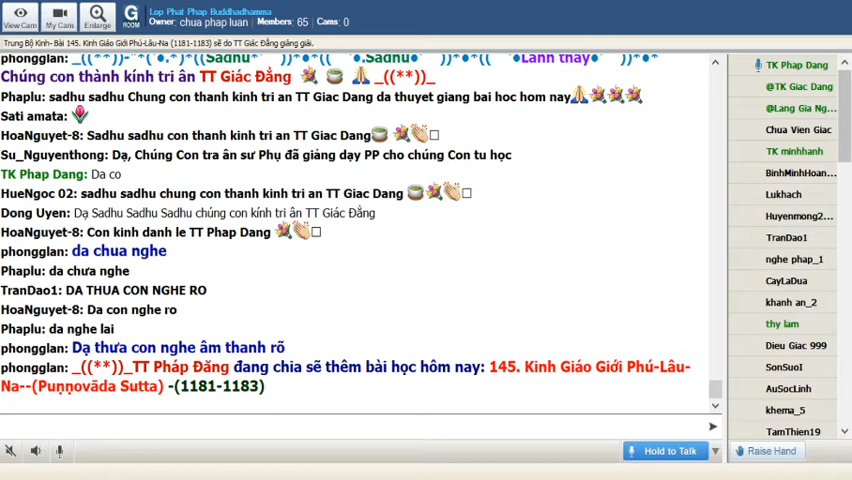 Lop Phat Phap Buddhadhamma
Owner: chua phap luan Members: 65 Cams: 0
View Cam My Cam Enlarge G ROOM
Trung Bộ Kinh- Bài 145. Kinh Giáo Giới Phú-Lâu-Na (1181-1183) sẽ do TT Giác Đẳng giảng giải.
Chúng con thành kính tri ân TT Giác Đẳng _((**))_
Phaplu: sadhu sadhu Chung con thanh kinh tri an TT Giac Dang da thuyet giang bai hoc hom nay
Sati amata:
HoaNguyet-8: Sadhu sadhu con thanh kinh tri an TT Giac Dang
Su_Nguyenthong: Dạ, Chúng Con tra ân sư Phụ đã giảng dạy PP cho chúng Con tu học
TK Phap Dang: Da co
HueNgoc 02: sadhu sadhu chung con thanh kinh tri an TT Giac Dang
Dong Uyen: Dạ Sadhu Sadhu Sadhu chúng con kính tri ân TT Giác Đẳng
HoaNguyet-8: Con kinh danh le TT Phap Dang
phongglan: da chua nghe
Phaplu: da chưa nghe
TranDao1: DA THUA CON NGHE RO
HoaNguyet-8: Da con nghe ro
Phaplu: da nghe lai
phongglan: Dạ thưa con nghe âm thanh rõ
phongglan: _((**))_TT Pháp Đăng đang chia sẽ thêm bài học hôm nay: 145. Kinh Giáo Giới Phú-Lâu-
Na--(Puṇṇovāda Sutta) -(1181-1183)
Hold to Talk
TK Phap Dang
@TK Giac Dang
@Lang Gia Ng...
Chua Vien Giac
TK minhhanh
BinhMinhHoan...
Lukhach
Huyenmong2...
TranDao1
nghe phap_1
CayLaDua
khanh an_2
thy lam
Dieu Giac 999
SonSuoI
AuSocLinh
khema_5
TamThien19
Raise Hand